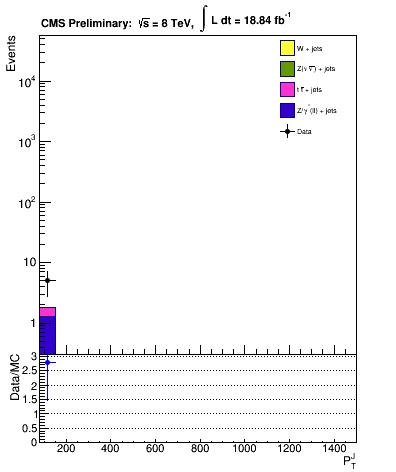 CMS Preliminary: √s = 8 TeV, ∫ L dt = 18.84 fb⁻¹
Events
W + jets
Z(ν ν̅) + jets
t t̅ + jets
Z/γ*(ll) + jets
Data
10⁴
10³
10²
10
1
Data/MC
3
2.5
2
1.5
1
0.5
0
200 400 600 800 1000 1200 1400 1600
P_T^J